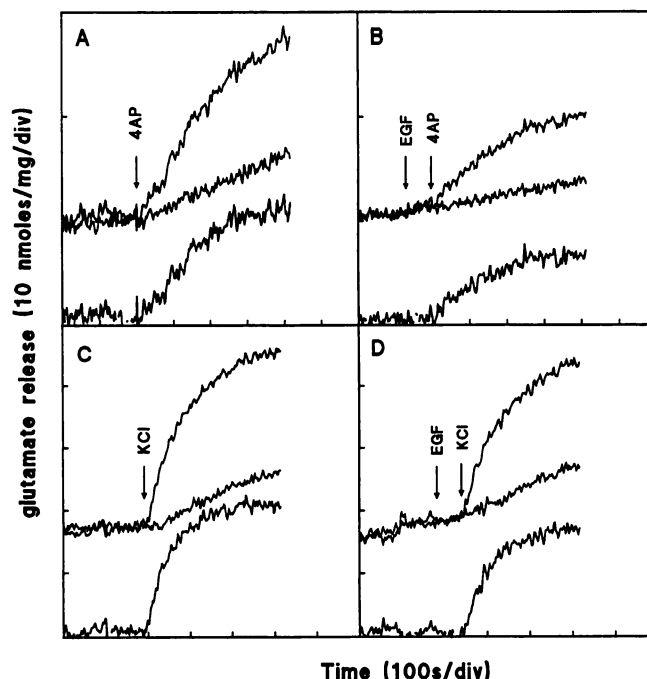 A
B
4AP
EGF
4AP
C
D
KCl
EGF
KCl
glutamate release (10 nmoles/mg/div)
Time (100s/div)